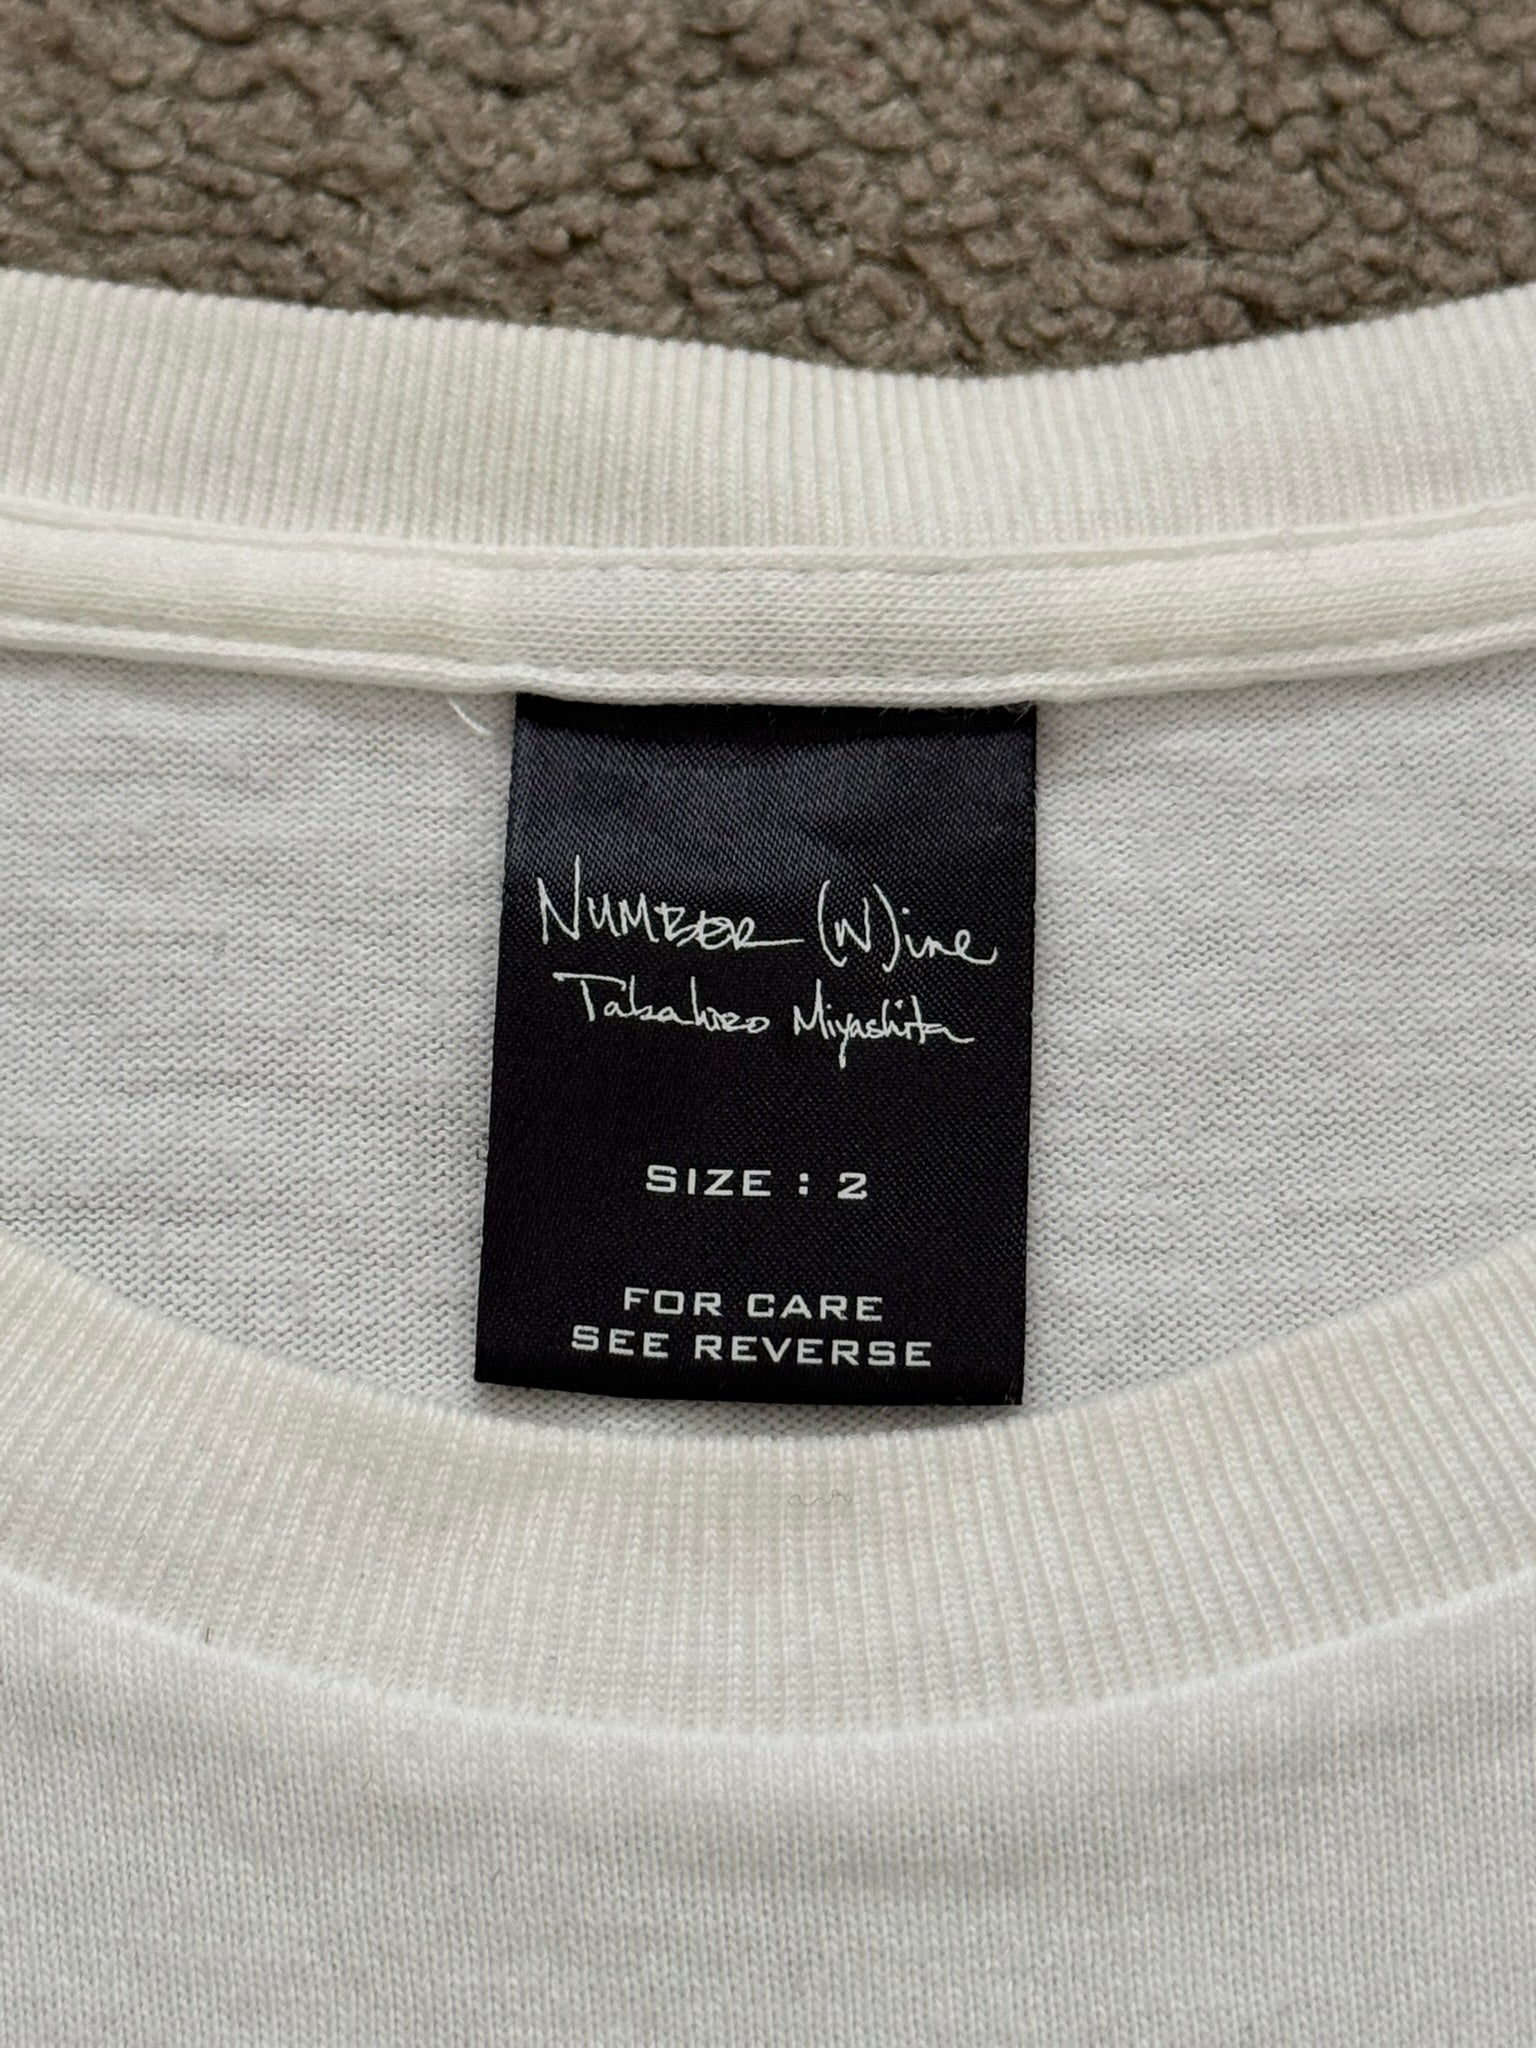 NUMBER (N)ine
Takahiro Miyashita
SIZE : 2
FOR CARE
SEE REVERSE